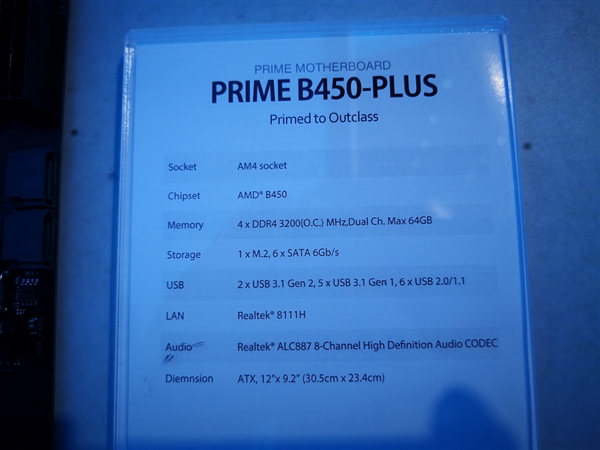 PRIME MOTHERBOARD
PRIME B450-PLUS
Primed to Outclass
Socket AM4 socket
Chipset AMD® B450
Memory 4 x DDR4 3200(O.C.) MHz,Dual Ch. Max 64GB
Storage 1 x M.2, 6 x SATA 6Gb/s
USB 2 x USB 3.1 Gen 2, 5 x USB 3.1 Gen 1, 6 x USB 2.0/1.1
LAN Realtek® 8111H
Audio Realtek® ALC887 8-Channel High Definition Audio CODEC
Diemnsion ATX, 12"x 9.2" (30.5cm x 23.4cm)